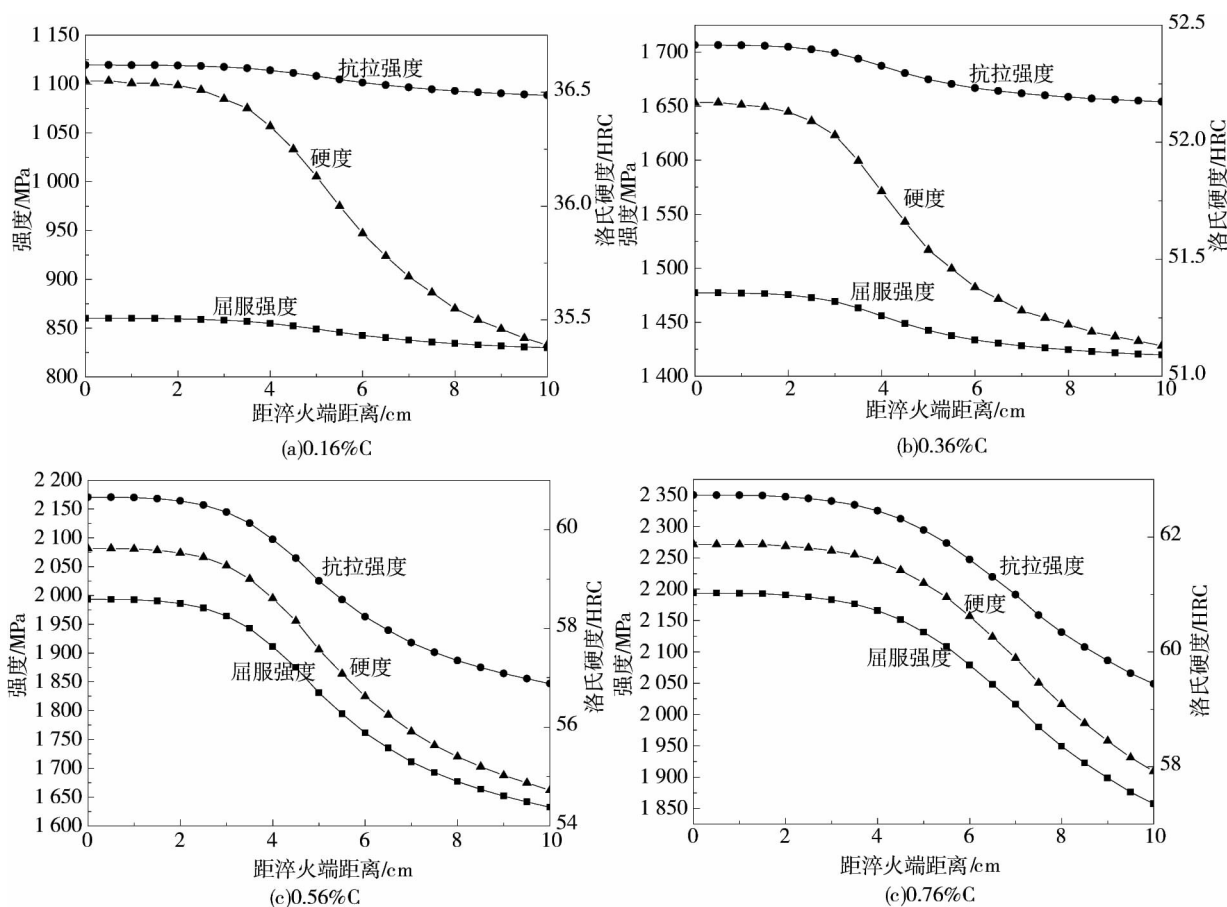 1 150
1 100
1 050
1 000
950
900
850
800
强度/MPa
抗拉强度
硬度
屈服强度
36.5
36.0
35.5
洛氏硬度/HRC
0 2 4 6 8 10
距淬火端距离/cm
(a)0.16%C
1 700
1 650
1 600
1 550
1 500
1 450
1 400
强度/MPa
抗拉强度
硬度
屈服强度
52.5
52.0
51.5
51.0
洛氏硬度/HRC
0 2 4 6 8 10
距淬火端距离/cm
(b)0.36%C
2 200
2 150
2 100
2 050
2 000
1 950
1 900
1 850
1 800
1 750
1 700
1 650
1 600
强度/MPa
抗拉强度
硬度
屈服强度
60
58
56
54
洛氏硬度/HRC
0 2 4 6 8 10
距淬火端距离/cm
(c)0.56%C
2 350
2 300
2 250
2 200
2 150
2 100
2 050
2 000
1 950
1 900
1 850
强度/MPa
抗拉强度
硬度
屈服强度
62
60
58
洛氏硬度/HRC
0 2 4 6 8 10
距淬火端距离/cm
(c)0.76%C